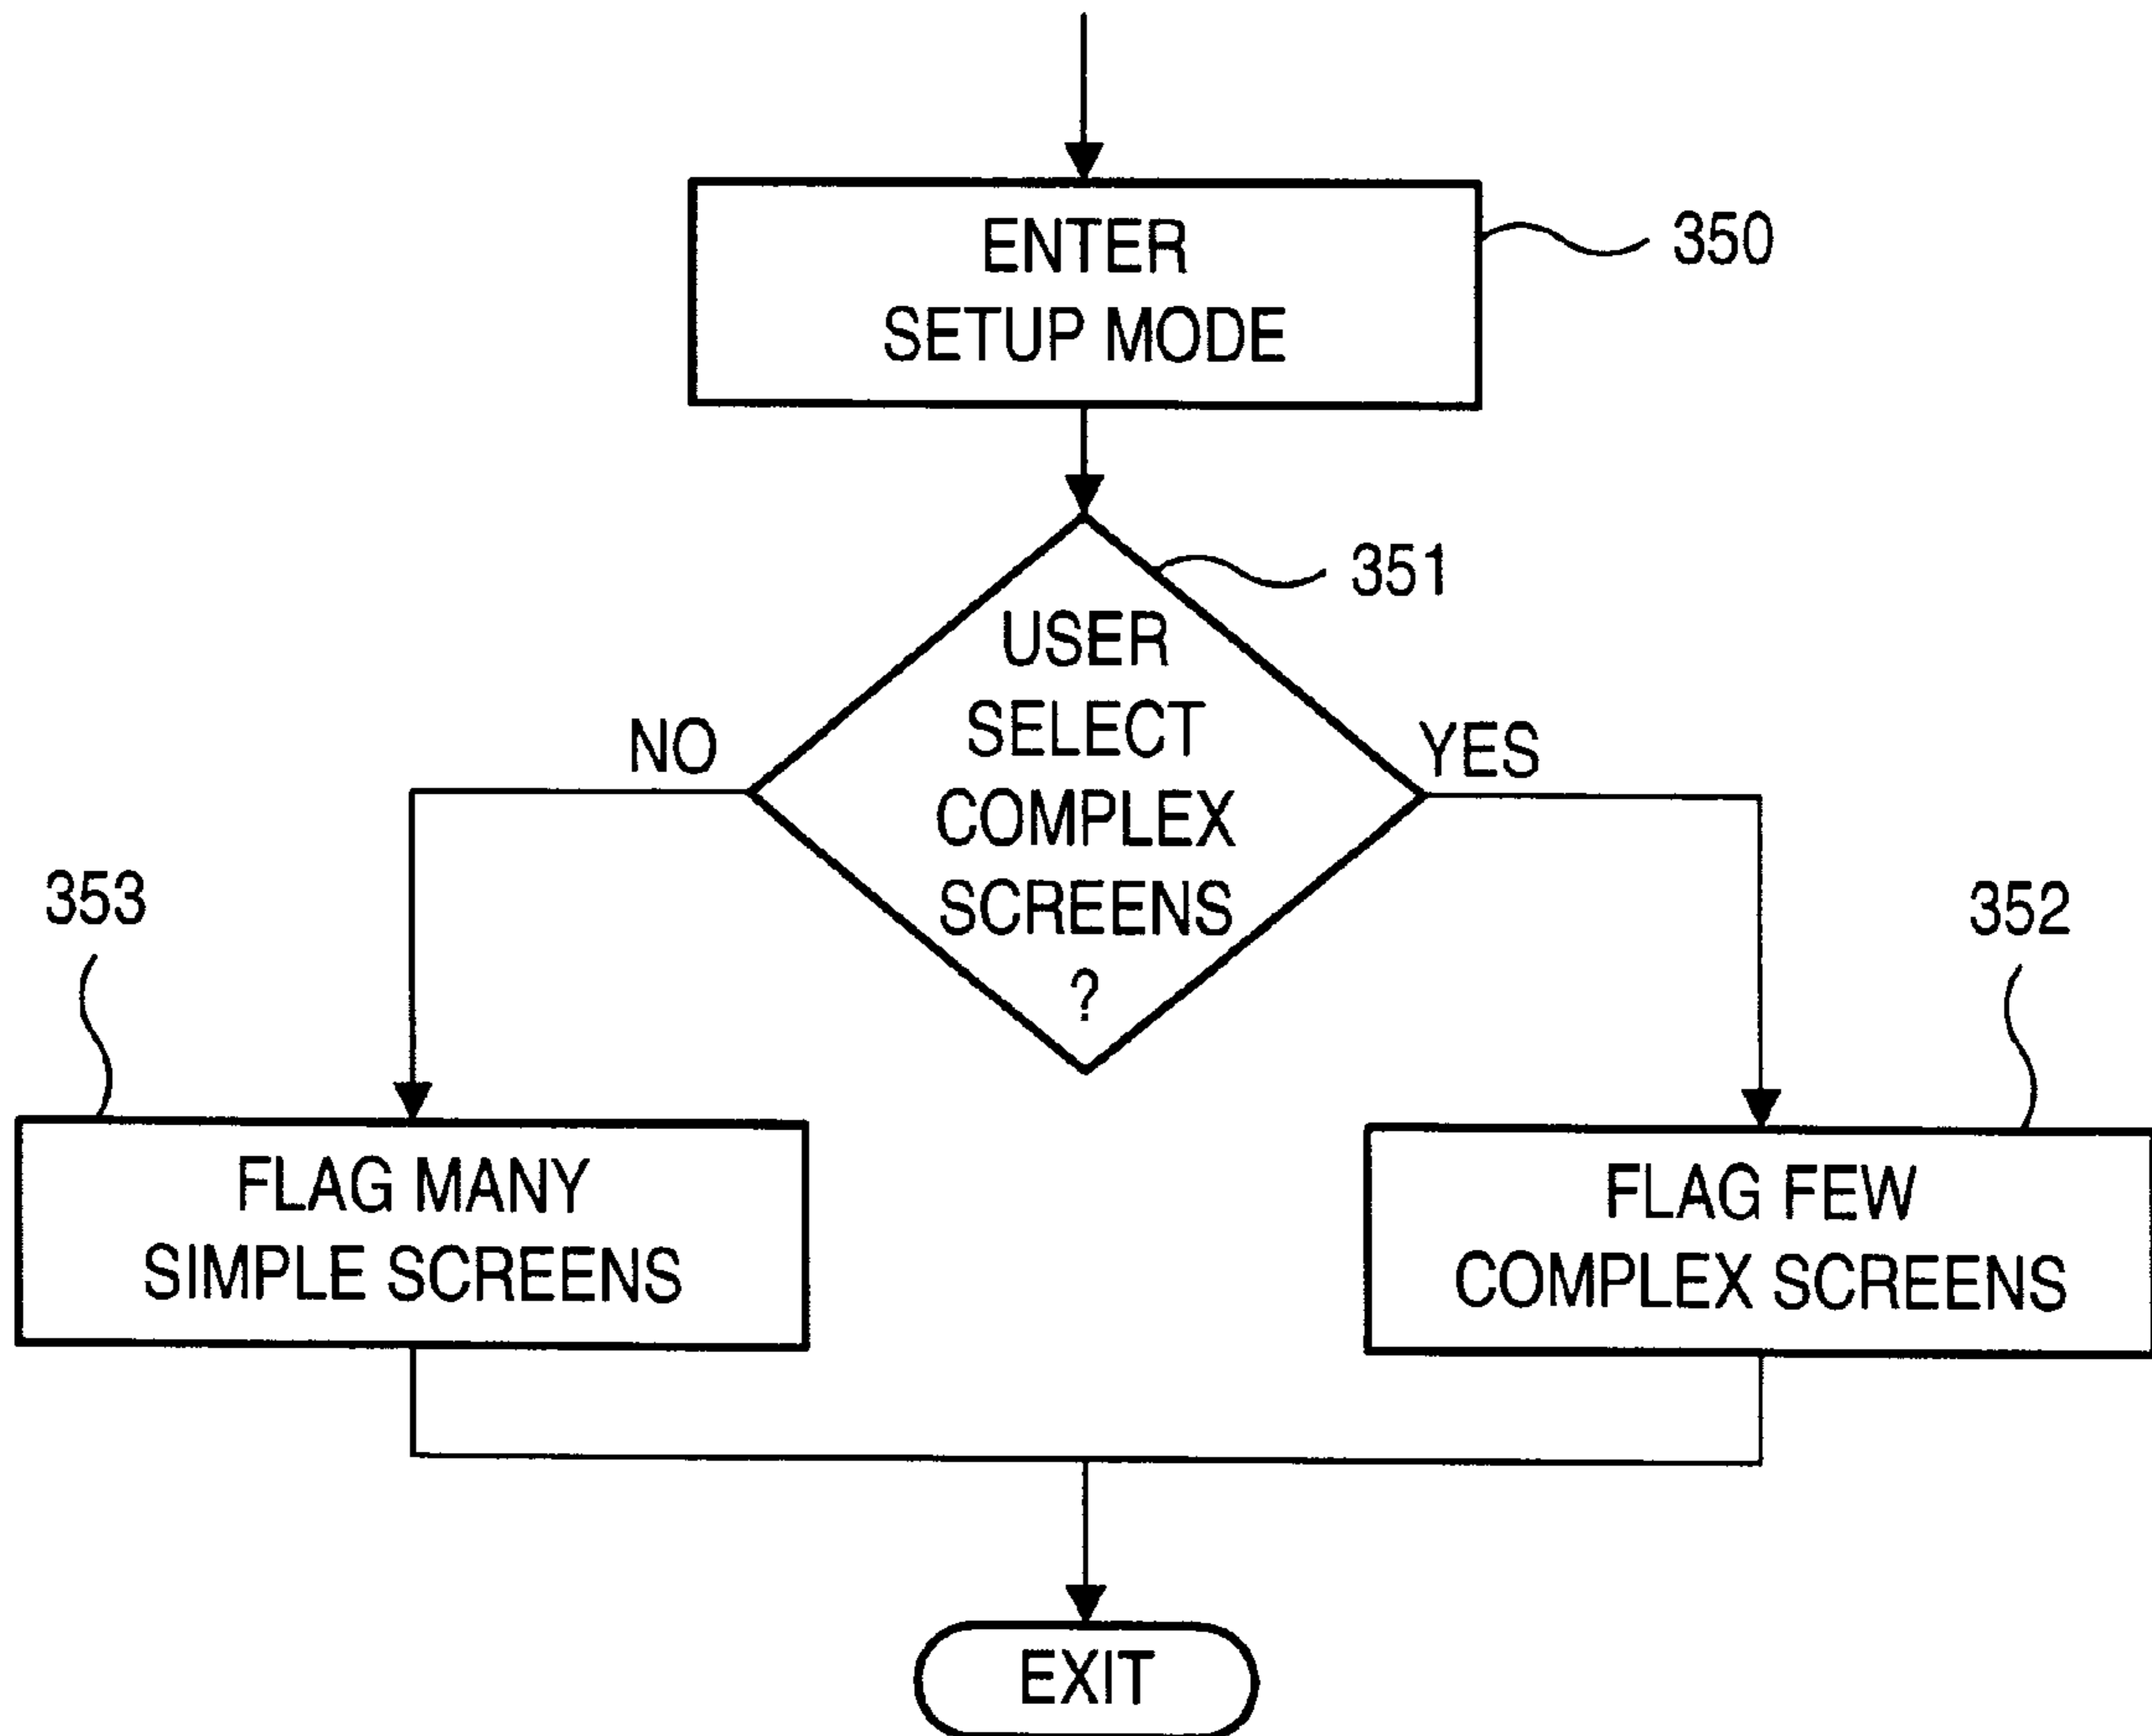 ENTER
SETUP MODE
350
351
USER
SELECT
COMPLEX
SCREENS
?
NO
YES
353
352
FLAG MANY
SIMPLE SCREENS
FLAG FEW
COMPLEX SCREENS
EXIT